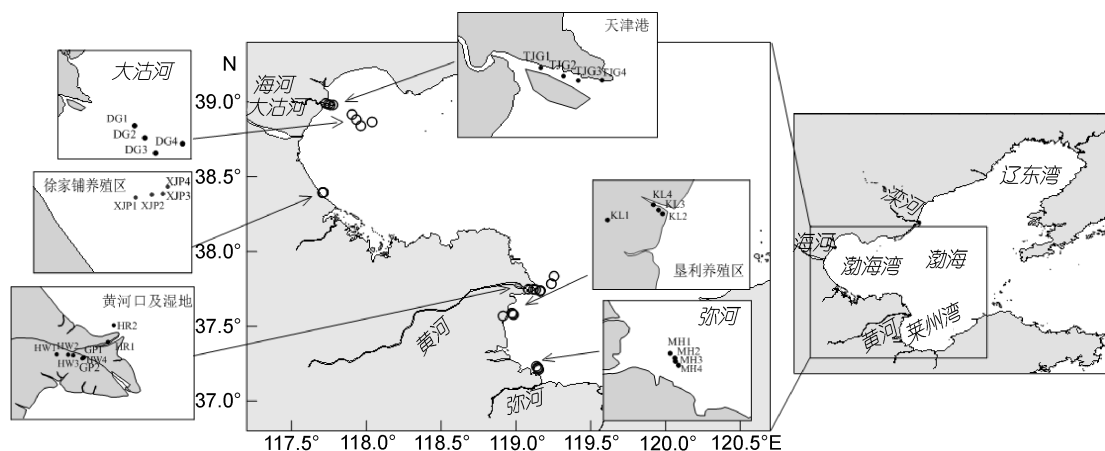 天津港
TJG1
TJG2
TJG3
TJG4
大沽河
DG1
DG2
DG3
DG4
N
海河
大沽河
39.0°
38.5°
38.0°
37.5°
37.0°
徐家铺养殖区
XJP4
XJP3
XJP1
XJP2
KL4
KL3
KL2
KL1
垦利养殖区
黄河口及湿地
HR2
HR1
HW1
HW2
GP1
HW3
HW4
GP2
黄河
弥河
弥河
MH1
MH2
MH3
MH4
117.5°
118.0°
118.5°
119.0°
119.5°
120.0°
120.5°E
辽东湾
滦河
海河
渤海湾
渤海
黄河
莱州湾